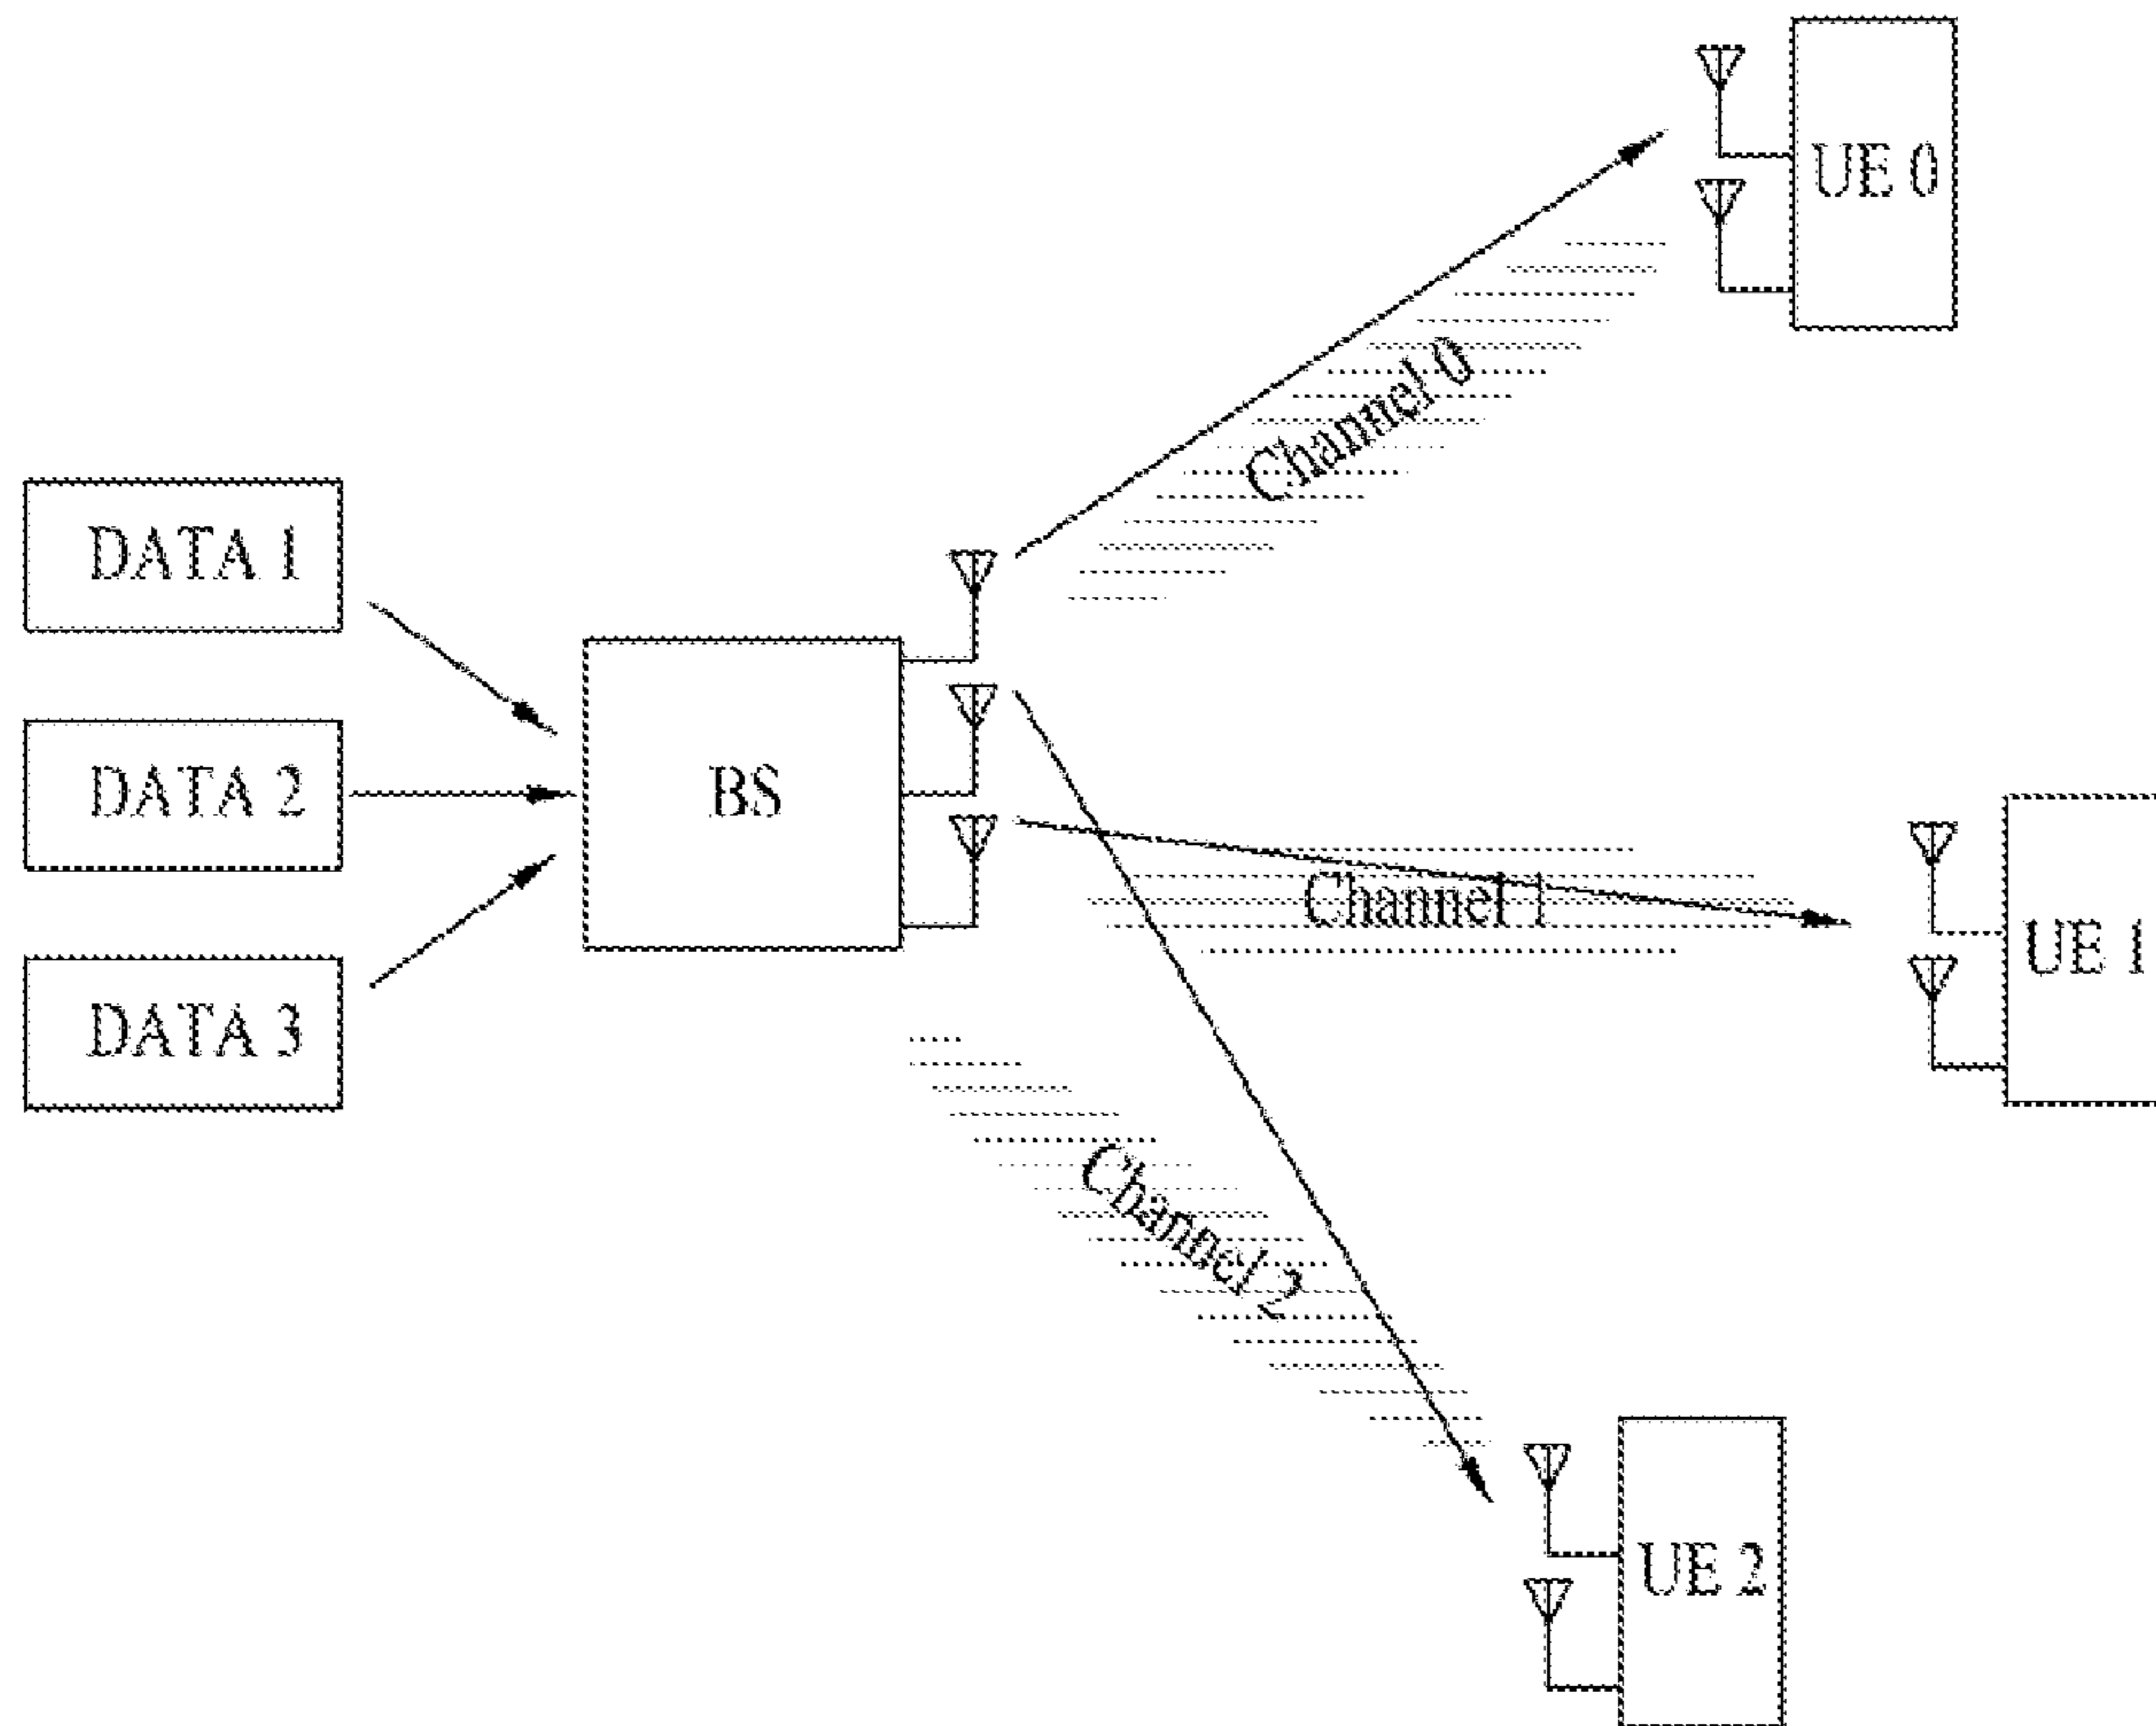 UE 0
Channel 0
DATA 1
DATA 2
BS
Channel 1
UE 1
DATA 3
Channel 2
UE 2